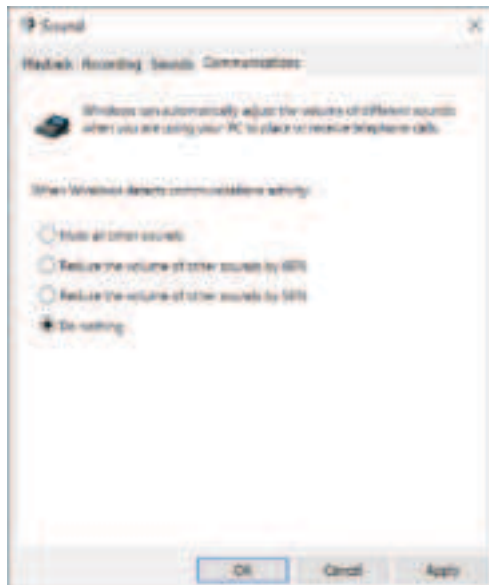 Sound
Playback Recording Sounds Communications
Windows can automatically adjust the volume of different sounds
when you are using your PC to place or receive telephone calls.
When Windows detects communications activity:
Mute all other sounds
Reduce the volume of other sounds by 80%
Reduce the volume of other sounds by 50%
Do nothing
OK Cancel Apply